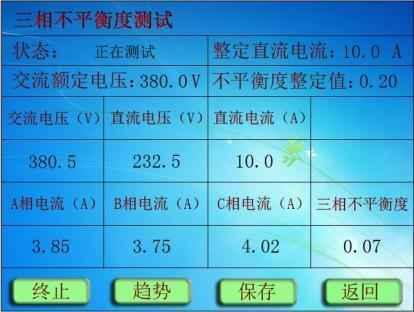 三相不平衡度测试
状态： 正在测试 整定直流电流：10.0 A
交流额定电压：380.0V 不平衡度整定值：0.20
交流电压（V） 直流电压（V） 直流电流（A）
380.5 232.5 10.0
A相电流（A） B相电流（A） C相电流（A） 三相不平衡度
3.85 3.75 4.02 0.07
终止 趋势 保存 返回